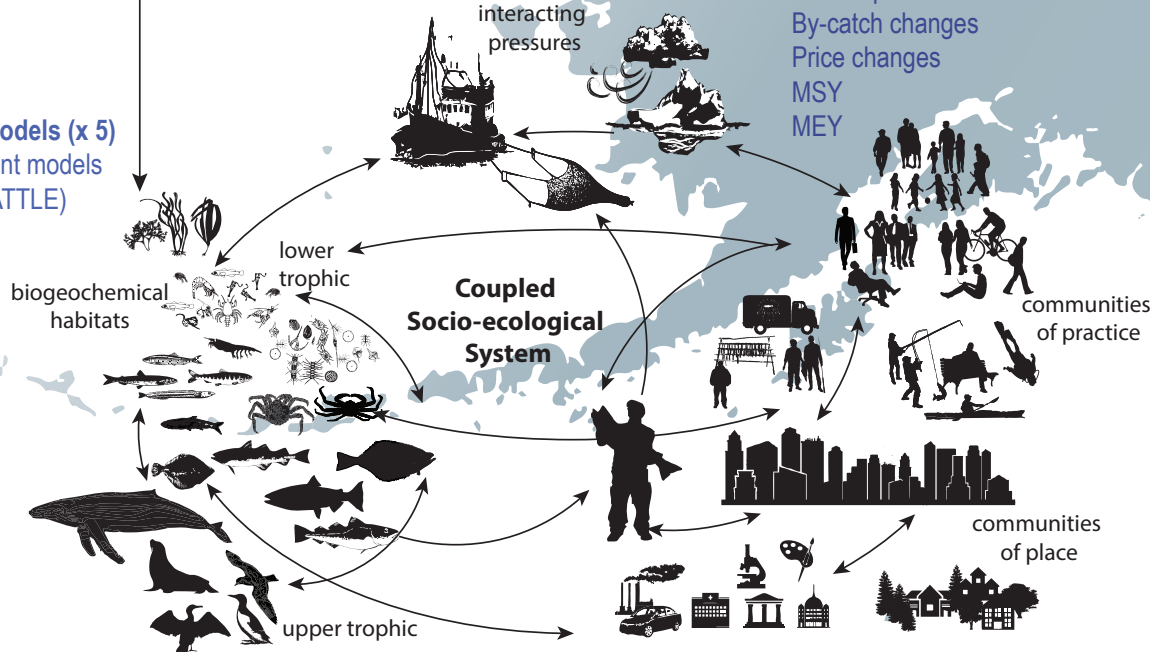 interacting
pressures
By-catch changes
Price changes
MSY
MEY
odels (x 5)
nt models
ATTLE)
lower
trophic
biogeochemical
habitats
Coupled
Socio-ecological
System
communities
of practice
communities
of place
upper trophic